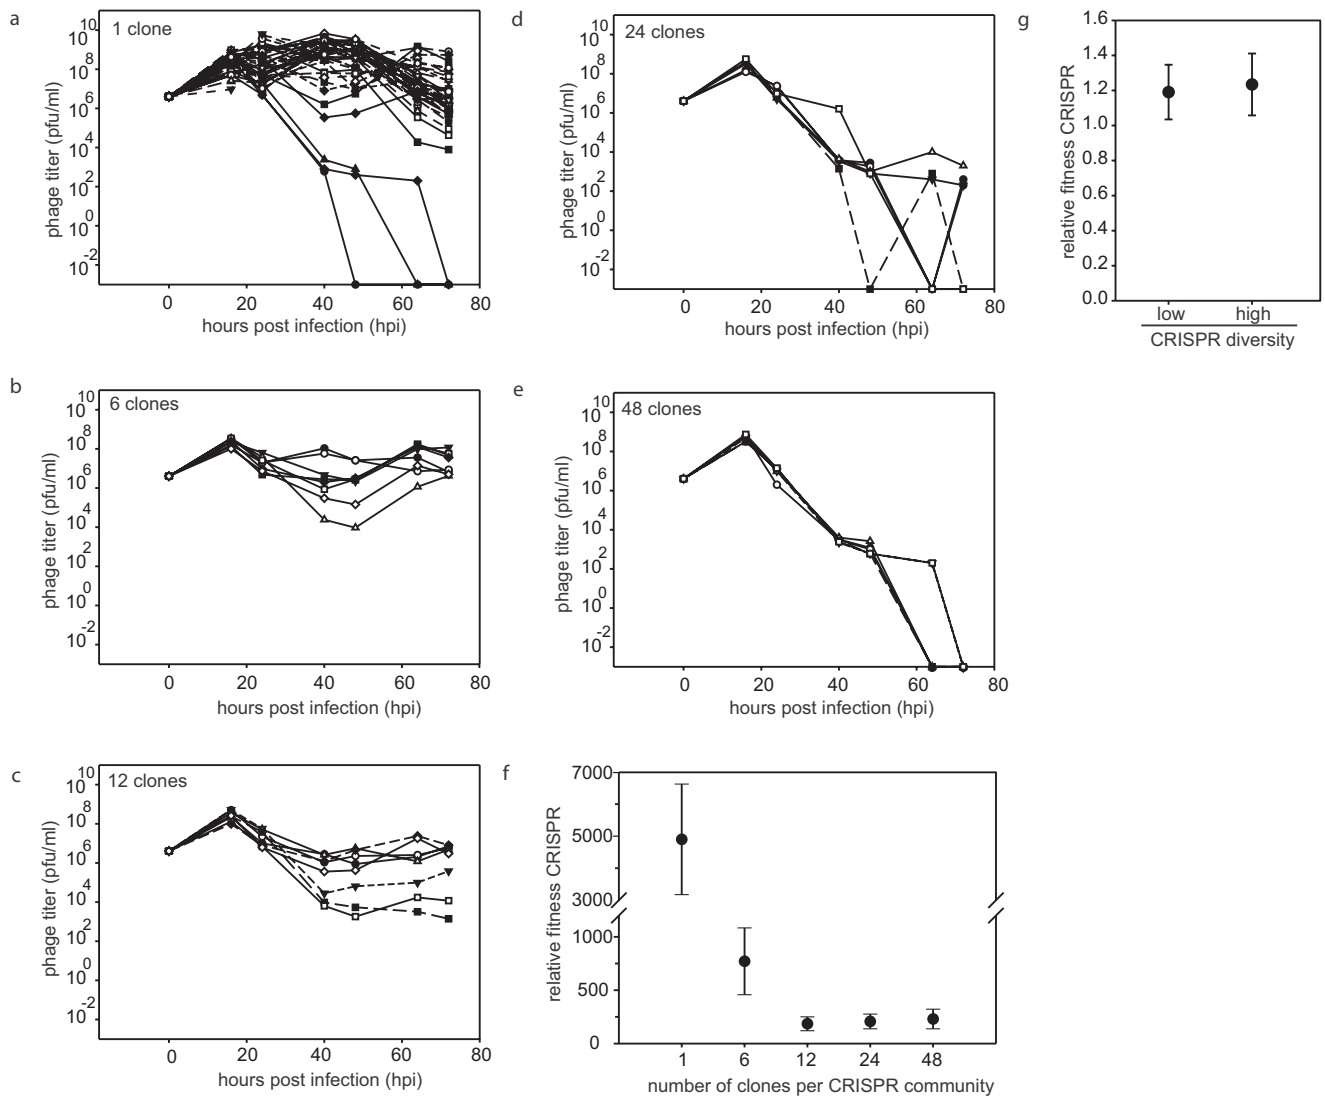 a
1 clone
phage titer (pfu/ml)
10^10
10^8
10^6
10^4
10^2
10^0
10^-2
0 20 40 60 80
hours post infection (hpi)
b
6 clones
phage titer (pfu/ml)
10^10
10^8
10^6
10^4
10^2
10^0
10^-2
0 20 40 60 80
hours post infection (hpi)
c
12 clones
phage titer (pfu/ml)
10^10
10^8
10^6
10^4
10^2
10^0
10^-2
0 20 40 60 80
hours post infection (hpi)
d
24 clones
phage titer (pfu/ml)
10^10
10^8
10^6
10^4
10^2
10^0
10^-2
0 20 40 60 80
hours post infection (hpi)
e
48 clones
phage titer (pfu/ml)
10^10
10^8
10^6
10^4
10^2
10^0
10^-2
0 20 40 60 80
hours post infection (hpi)
f
relative fitness CRISPR
7000
5000
3000
1000
500
0
1 6 12 24 48
number of clones per CRISPR community
g
relative fitness CRISPR
1.6
1.4
1.2
1.0
0.8
0.6
0.4
0.2
0.0
low high
CRISPR diversity